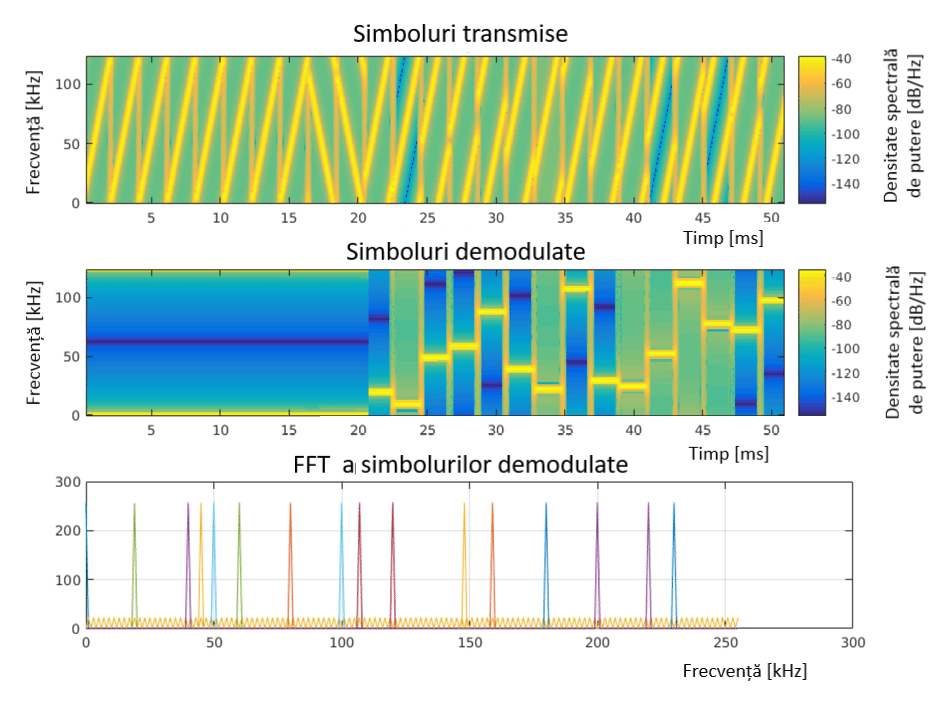 Simboluri transmise
Frecvență [kHz]
100
50
0
5 10 15 20 25 30 35 40 45 50
Timp [ms]
-40
-60
-80
-100
-120
-140
Densitate spectrală
de putere [dB/Hz]
Simboluri demodulate
Frecvență [kHz]
100
50
0
5 10 15 20 25 30 35 40 45 50
Timp [ms]
-40
-60
-80
-100
-120
-140
Densitate spectrală
de putere [dB/Hz]
FFT a simbolurilor demodulate
300
200
100
0
0 50 100 150 200 250 300
Frecvență [kHz]